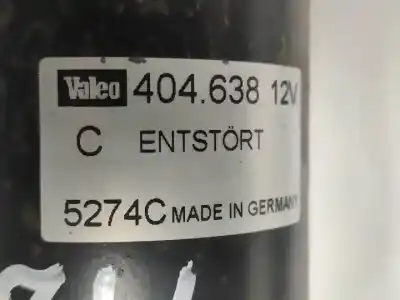 Valeo 404.638 12V
C ENTSTÖRT
5274C MADE IN GERMANY